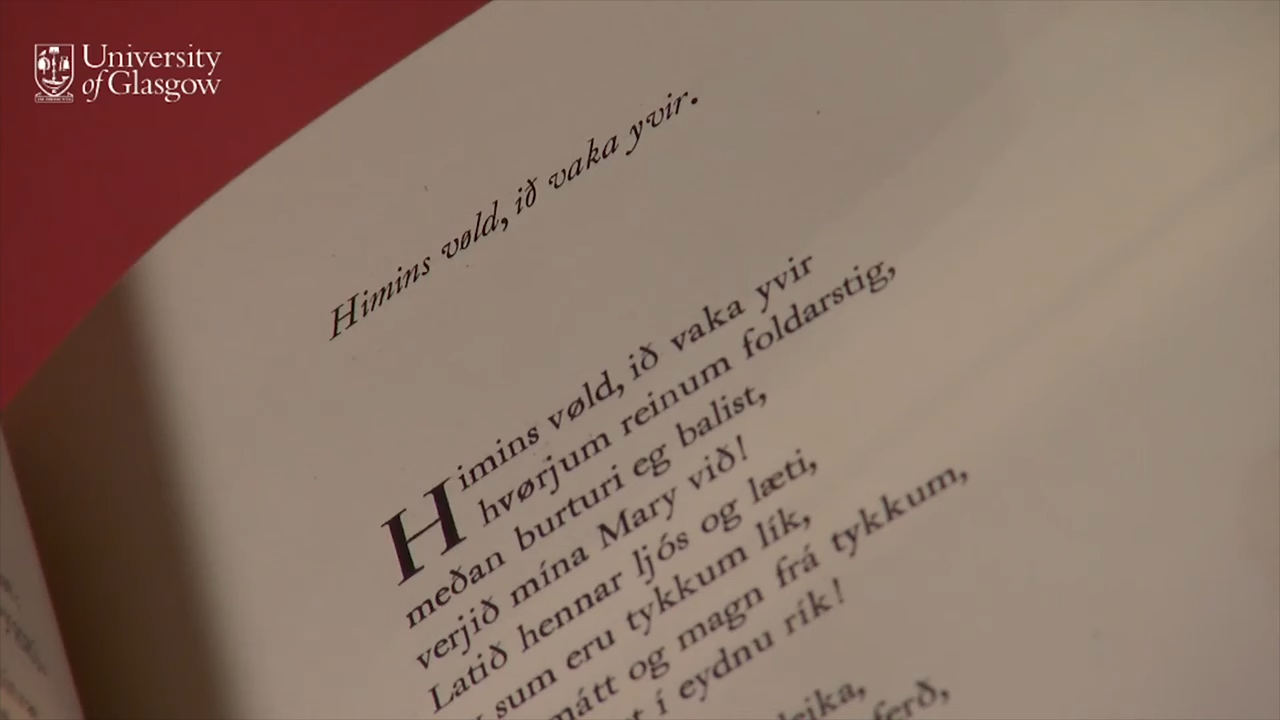 University
of Glasgow
Himins vøld, ið vaka yvir.
Himins vøld, ið vaka yvir
hvørjum reinum foldarstig,
meðan burturi eg balist,
verjið mína Mary við!
Latið hennar ljós og læti,
sum eru tykkum lík,
mátt og magn frá tykkum,
í eydnu rík!